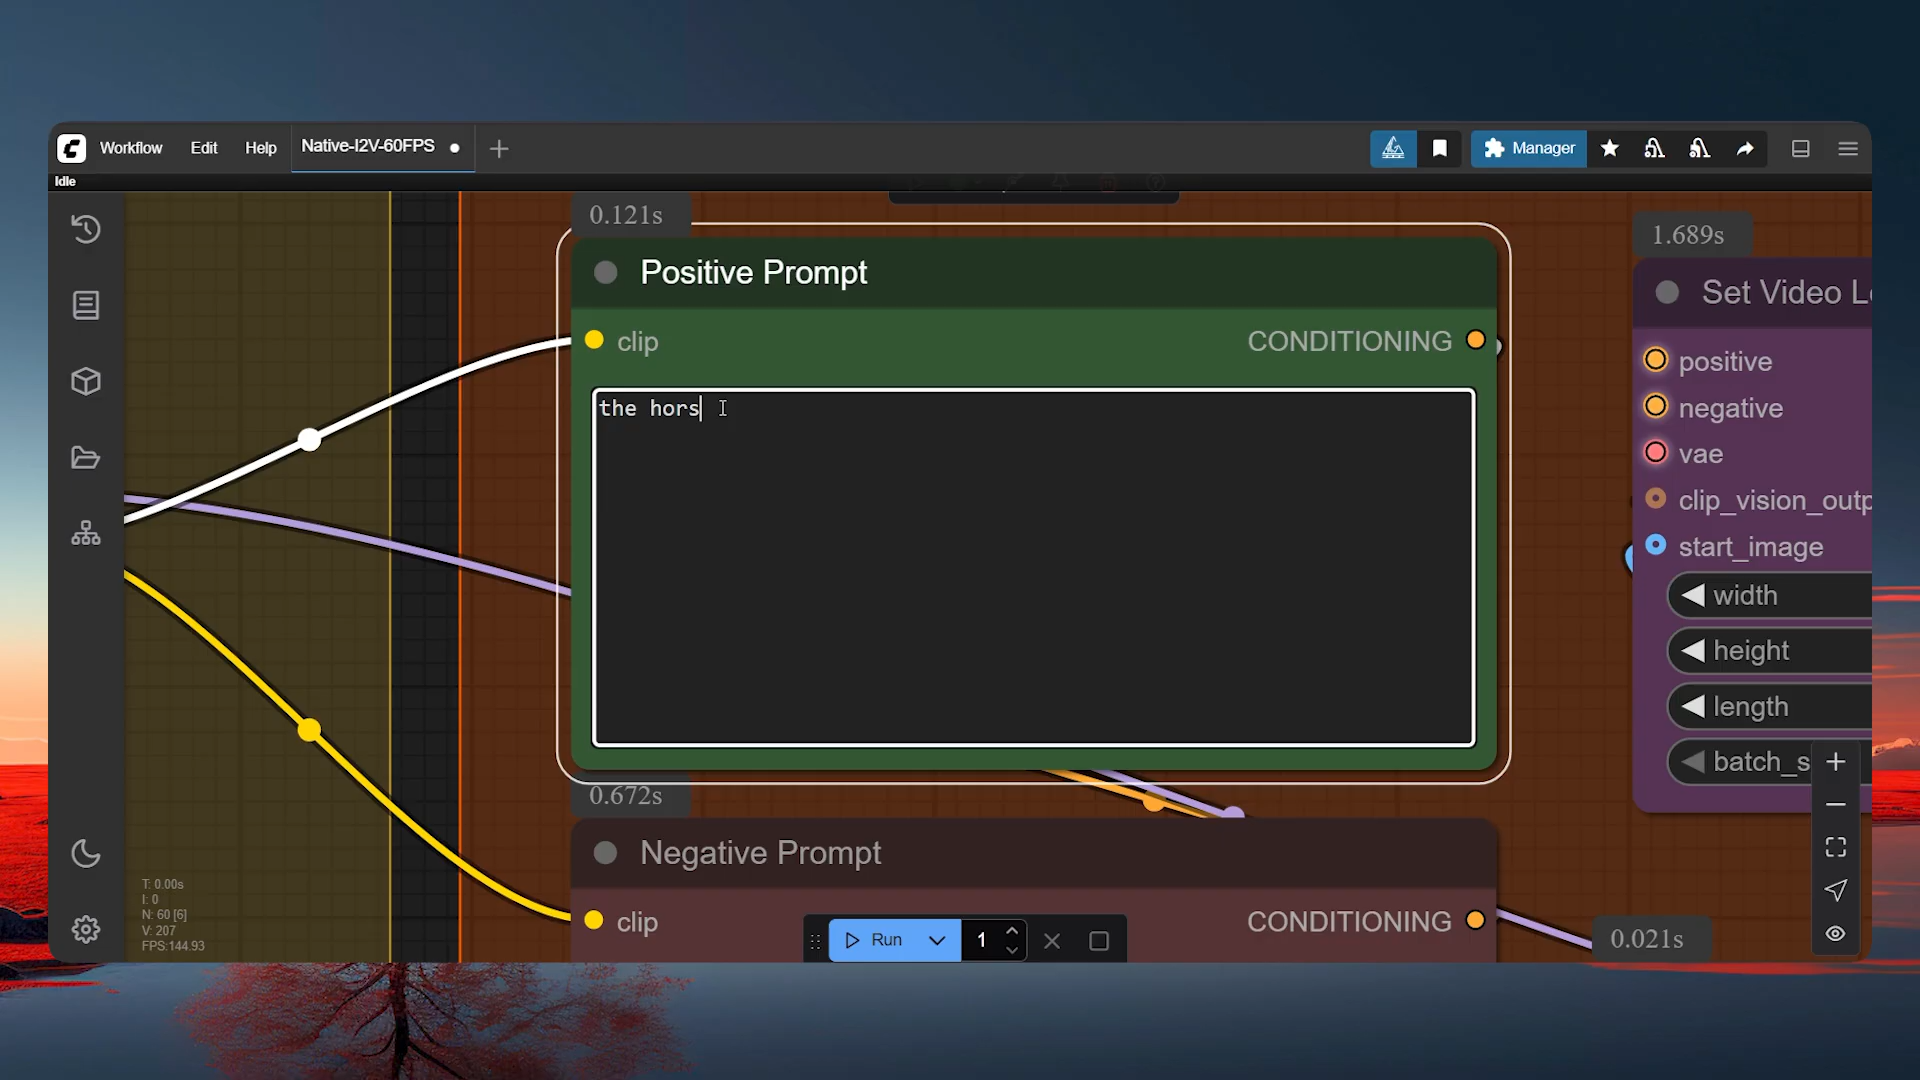 Workflow Edit Help Native-I2V-60FPS
Manager
Idle
0.121s
Positive Prompt
clip CONDITIONING
the hors
1.689s
Set Video L
positive
negative
vae
clip_vision_outp
start_image
width
height
length
batch_s
0.672s
Negative Prompt
clip CONDITIONING
Run 1
0.021s
T: 0.00s
I: 0
N: 60 [6]
V: 207
FPS:144.93